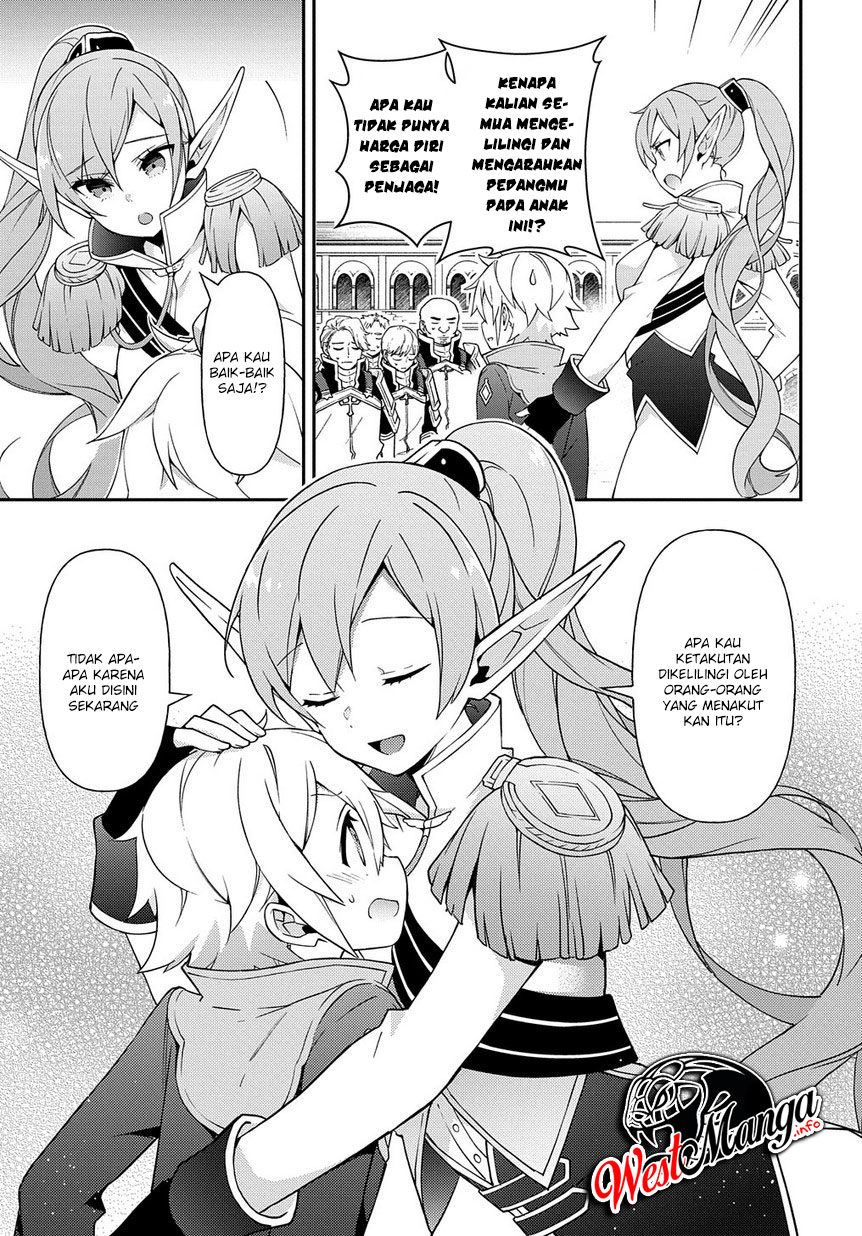 KENAPA
KALIAN SE-
MUA MENGE-
LILINGI DAN
MENGARAHKAN
PEDANGMU
PADA ANAK
INI!?
APA KAU
TIDAK PUNYA
HARGA DIRI
SEBAGAI
PENJAGA!
APA KAU
BAIK-BAIK
SAJA!?
APA KAU
KETAKUTAN
DIKELILINGI OLEH
ORANG-ORANG
YANG MENAKUT
KAN ITU?
TIDAK APA-
APA KARENA
AKU DISINI
SEKARANG
WestManga
.info